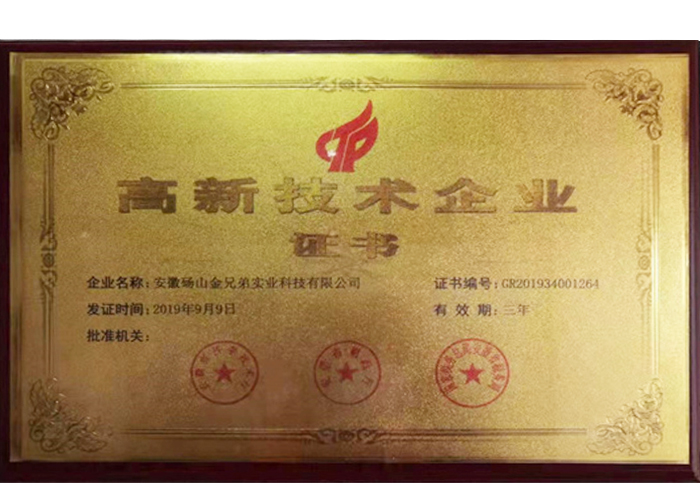 高新技术企业
证书
企业名称：安徽砀山金兄弟实业科技有限公司 证书编号：GR201934001264
发证时间：2019年9月9日 有 效 期：三年
批准机关：